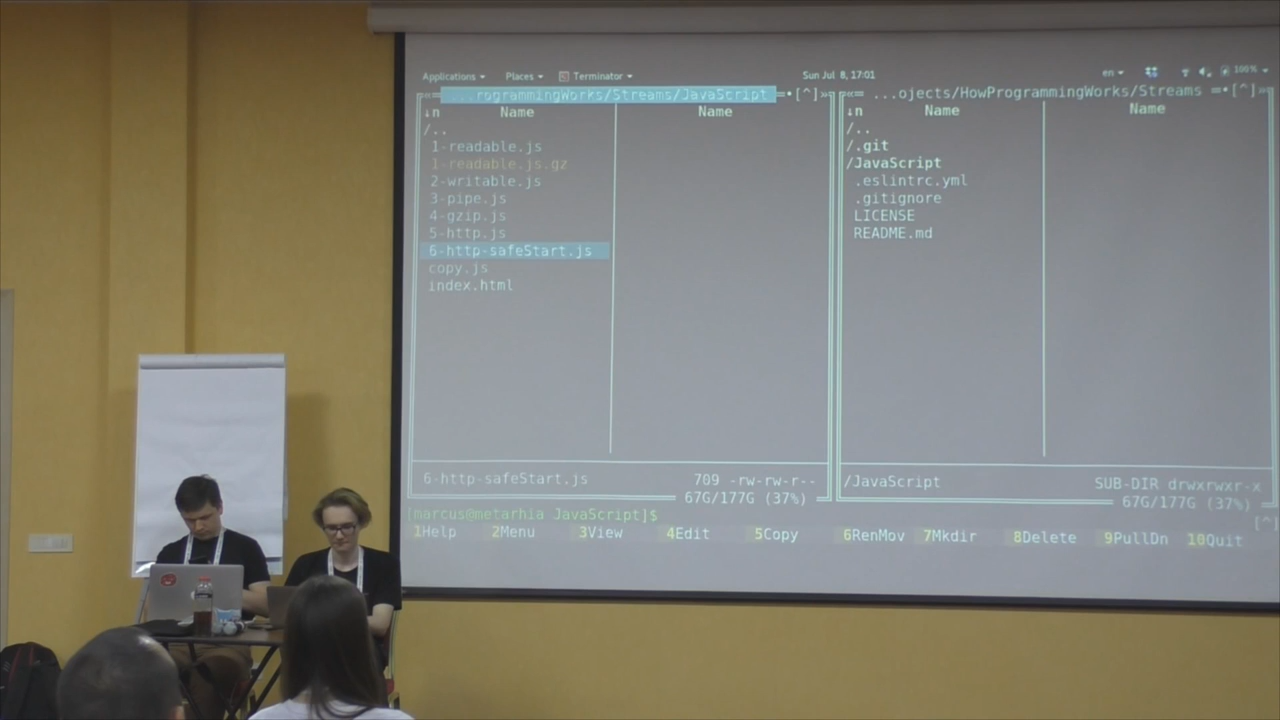 Applications Places Terminator Sun Jul 8, 17:01 en 100%
...rogrammingWorks/Streams/JavaScript [^]
↓n Name Name
/..
1-readable.js
1-readable.js.gz
2-writable.js
3-pipe.js
4-gzip.js
5-http.js
6-http-safeStart.js
copy.js
index.html
6-http-safeStart.js 709 -rw-rw-r--
67G/177G (37%)
...ojects/HowProgrammingWorks/Streams [^]
↓n Name Name
/..
/.git
/JavaScript
.eslintrc.yml
.gitignore
LICENSE
README.md
/JavaScript SUB-DIR drwxrwxr-x
67G/177G (37%)
[marcus@metarhia JavaScript]$ [^]
1Help 2Menu 3View 4Edit 5Copy 6RenMov 7Mkdir 8Delete 9PullDn 10Quit